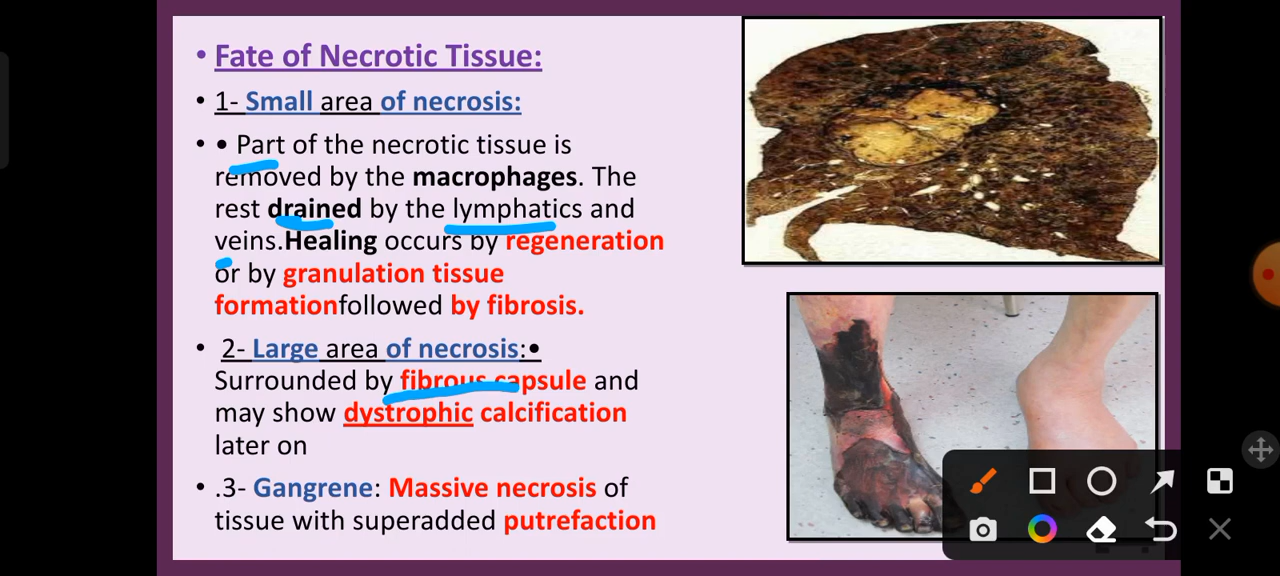 • Fate of Necrotic Tissue:
• 1- Small area of necrosis:
• • Part of the necrotic tissue is
removed by the macrophages. The
rest drained by the lymphatics and
veins.Healing occurs by regeneration
or by granulation tissue
formationfollowed by fibrosis.
• 2- Large area of necrosis:•
Surrounded by fibrous capsule and
may show dystrophic calcification
later on
• .3- Gangrene: Massive necrosis of
tissue with superadded putrefaction